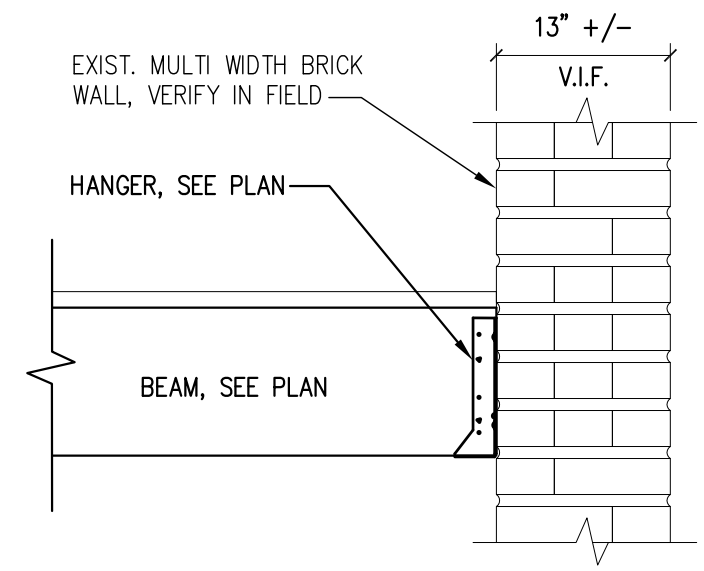 13" +/-
V.I.F.
EXIST. MULTI WIDTH BRICK
WALL, VERIFY IN FIELD
HANGER, SEE PLAN
BEAM, SEE PLAN